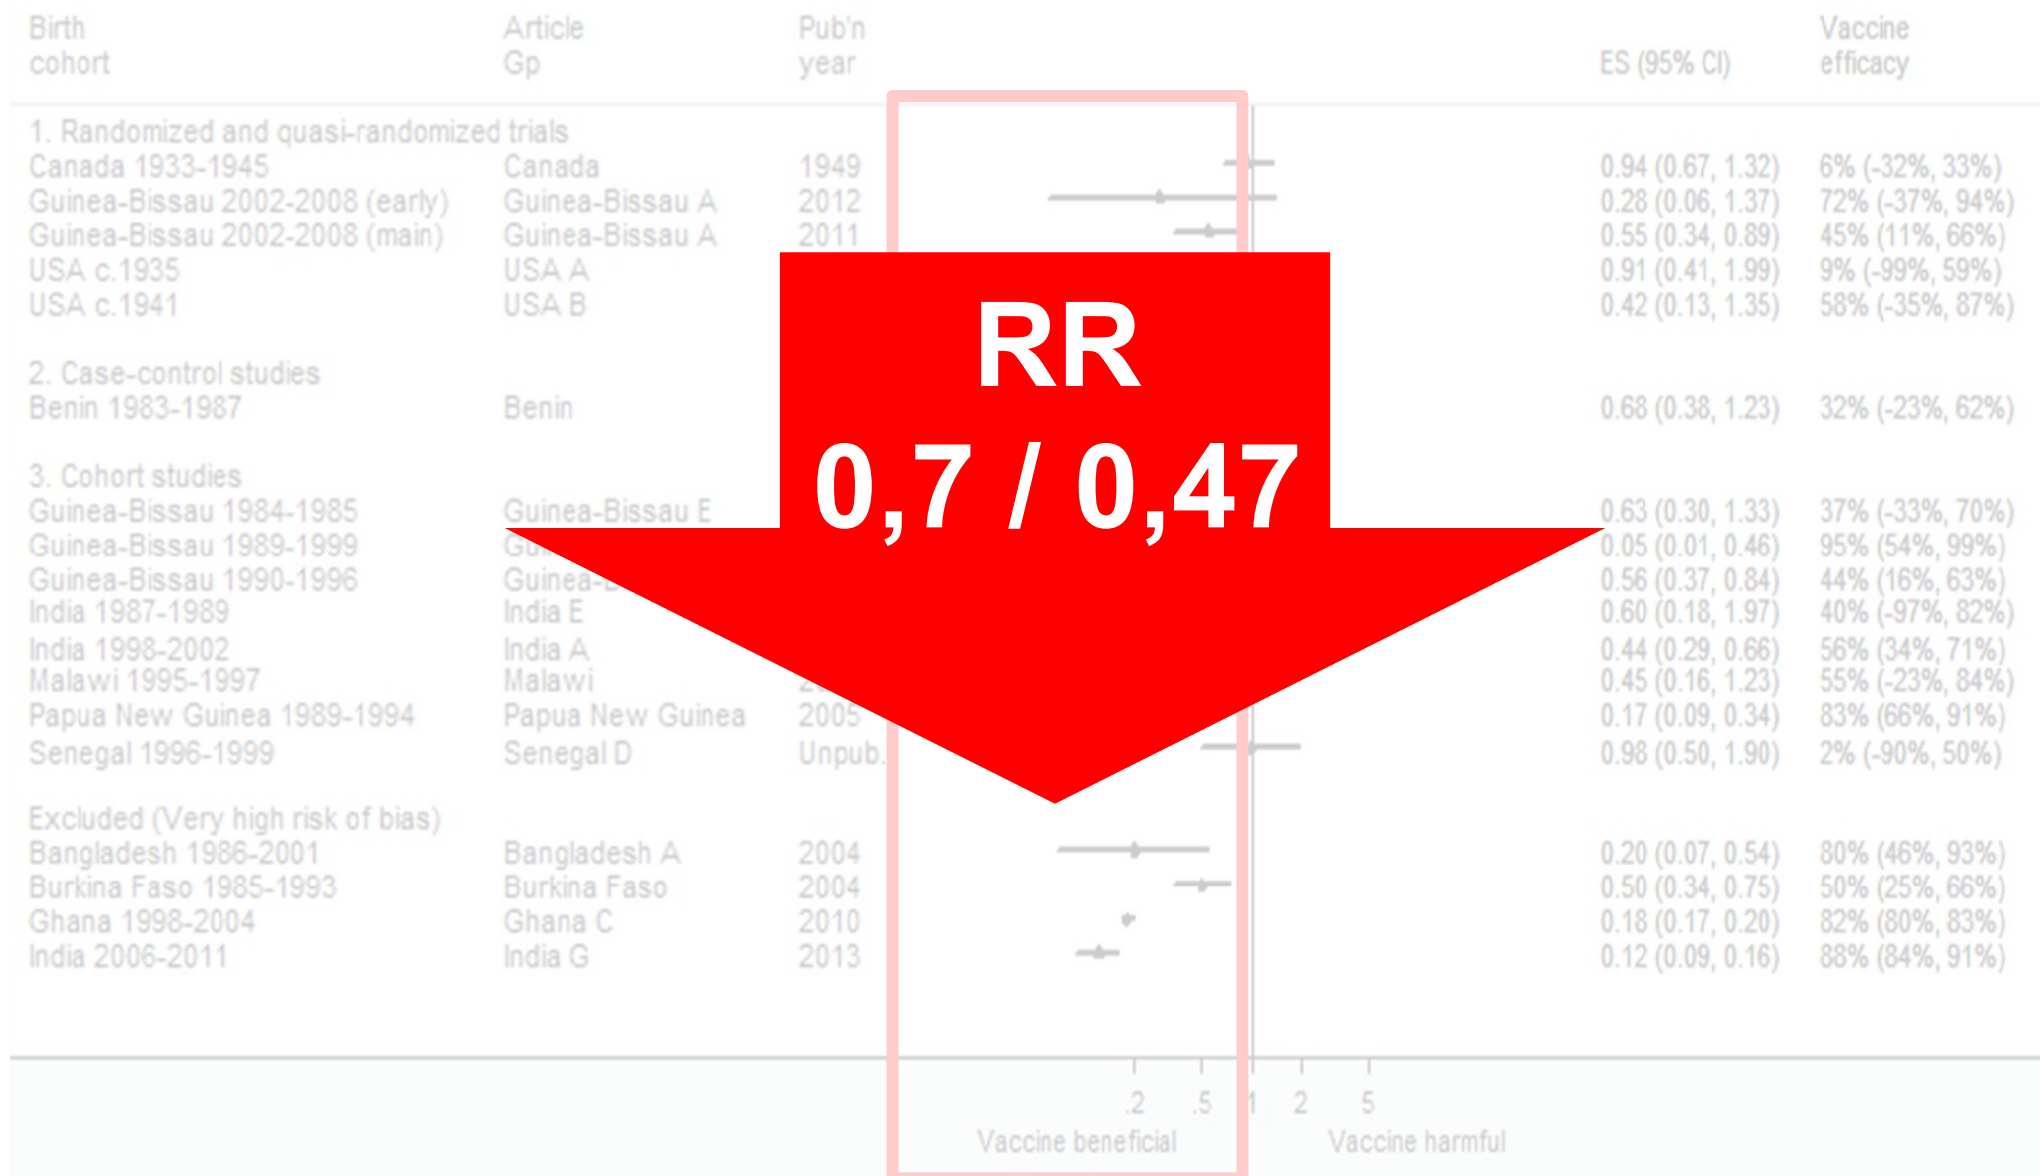 Birth Article Pub'n Vaccine
cohort Gp year ES (95% CI) efficacy
1. Randomized and quasi-randomized trials
Canada 1933-1945 Canada 1949 0.94 (0.67, 1.32) 6% (-32%, 33%)
Guinea-Bissau 2002-2008 (early) Guinea-Bissau A 2012 0.28 (0.06, 1.37) 72% (-37%, 94%)
Guinea-Bissau 2002-2008 (main) Guinea-Bissau A 2011 0.55 (0.34, 0.89) 45% (11%, 66%)
USA c.1935 USA A 0.91 (0.41, 1.99) 9% (-99%, 59%)
USA c.1941 USA B 0.42 (0.13, 1.35) 58% (-35%, 87%)
RR
2. Case-control studies
Benin 1983-1987 Benin 0.68 (0.38, 1.23) 32% (-23%, 62%)
0,7 / 0,47
3. Cohort studies
Guinea-Bissau 1984-1985 Guinea-Bissau E 0.63 (0.30, 1.33) 37% (-33%, 70%)
Guinea-Bissau 1989-1999 0.05 (0.01, 0.46) 95% (54%, 99%)
Guinea-Bissau 1990-1996 Guinea- 0.56 (0.37, 0.84) 44% (16%, 63%)
India 1987-1989 India E 0.60 (0.18, 1.97) 40% (-97%, 82%)
India 1998-2002 India A 0.44 (0.29, 0.66) 56% (34%, 71%)
Malawi 1995-1997 Malawi 0.45 (0.16, 1.23) 55% (-23%, 84%)
Papua New Guinea 1989-1994 Papua New Guinea 2005 0.17 (0.09, 0.34) 83% (66%, 91%)
Senegal 1996-1999 Senegal D Unpub. 0.98 (0.50, 1.90) 2% (-90%, 50%)
Excluded (Very high risk of bias)
Bangladesh 1986-2001 Bangladesh A 2004 0.20 (0.07, 0.54) 80% (46%, 93%)
Burkina Faso 1985-1993 Burkina Faso 2004 0.50 (0.34, 0.75) 50% (25%, 66%)
Ghana 1998-2004 Ghana C 2010 0.18 (0.17, 0.20) 82% (80%, 83%)
India 2006-2011 India G 2013 0.12 (0.09, 0.16) 88% (84%, 91%)
.2 .5 1 2 5
Vaccine beneficial Vaccine harmful